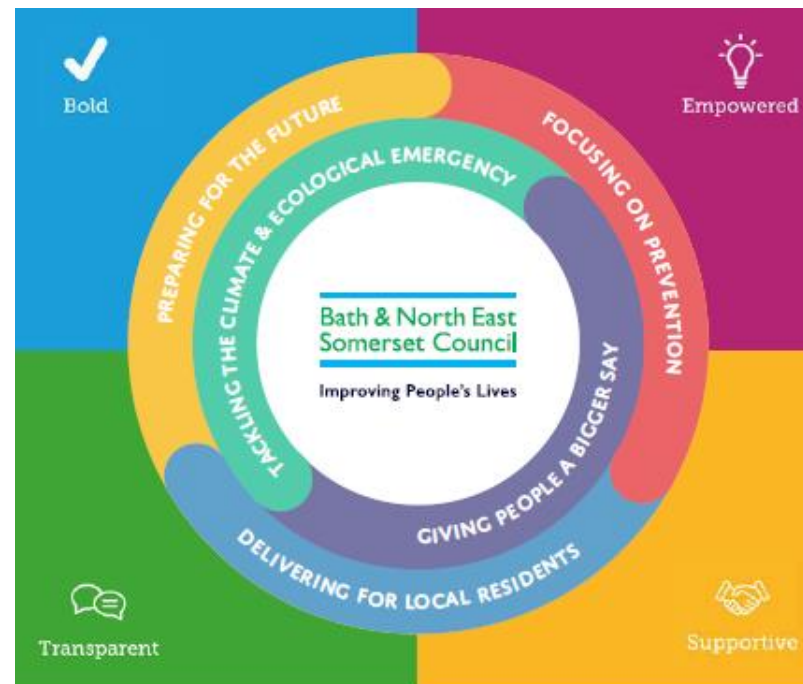 Bold
Empowered
PREPARING FOR THE FUTURE
FOCUSING ON PREVENTION
TACKLING THE CLIMATE & ECOLOGICAL EMERGENCY
Bath & North East
Somerset Council
Improving People's Lives
GIVING PEOPLE A BIGGER SAY
DELIVERING FOR LOCAL RESIDENTS
Transparent
Supportive